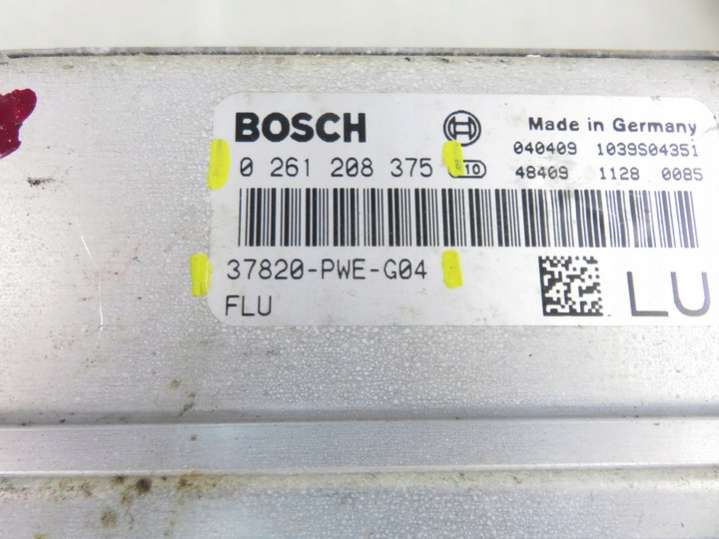 BOSCH
Made in Germany
040409 1039S04351
0 261 208 375
48409 1128 0085
37820-PWE-G04
FLU
LU